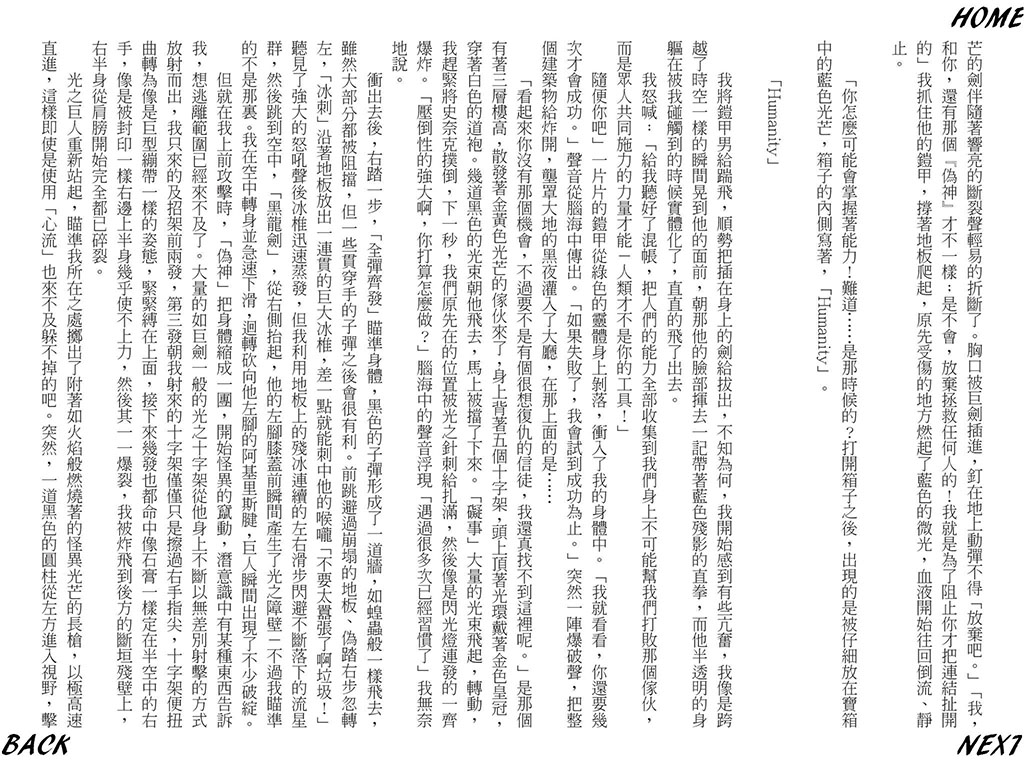 HOME
芒的劍伴隨著響亮的斷裂聲輕易的折斷了。胸口被巨劍插進，釘在地上動彈不得「放棄吧。」「我，
和你，還有那個『偽神』才不一樣：是不會，放棄拯救任何人的！我就是為了阻止你才把連結扯開
的」我抓住他的鎧甲，撐著地板爬起，原先受傷的地方燃起了藍色的微光，血液開始往回倒流、靜
止。
「你怎麼可能會掌握著能力！難道……是那時候的？打開箱子之後，出現的是被仔細放在寶箱
中的藍色光芒，箱子的內側寫著，「Humanity」。
「Humanity」
我將鎧甲男給踹飛，順勢把插在身上的劍給拔出，不知為何，我開始感到有些亢奮，我像是跨
越了時空一樣的瞬間晃到他的面前，朝那他的臉部揮去一記帶著藍色殘影的直拳，而他半透明的身
軀在被我碰觸到的時候實體化了，直直的飛了出去。
我怒喊：「給我聽好了混帳，把人們的能力全部收集到我們身上不可能幫我們打敗那個傢伙，
而是眾人共同施力的力量才能－人類才不是你的工具！」
隨便你吧」一片片的鎧甲從綠色的靈體身上剝落，衝入了我的身體中。「我就看看，你還要幾
次才會成功。」聲音從腦海中傳出。「如果失敗了，我會試到成功為止。」突然一陣爆破聲，把整
個建築物給炸開，壟罩大地的黑夜灌入了大廳，在那上面的是……
「看起來你沒有那個機會，不過要不是有個很想復仇的信徒，我還真找不到這裡呢。」是那個
有著三層樓高，散發著金黃色光芒的傢伙來了，身上背著五個十字架，頭上頂著光環戴著金色皇冠，
穿著白色的道袍。幾道黑色的光束朝他飛去，馬上被擋了下來。「礙事」大量的光束飛起，轉動，
我趕緊將史奈克撲倒，下一秒，我們原先在的位置被光之針刺給扎滿，然後像是閃光燈連發的一齊
爆炸。「壓倒性的強大啊，你打算怎麼做？」腦海中的聲音浮現「遇過很多次已經習慣了」我無奈
地說。
衝出去後，右踏一步，「全彈齊發」瞄準身體，黑色的子彈形成了一道牆，如蝗蟲般一樣飛去，
雖然大部分都被阻擋，但一些貫穿手的子彈之後會很有利。前跳避過崩塌的地板、偽踏右步忽轉
左，「冰刺」沿著地板放出一連貫的巨大冰椎，差一點就能刺中他的喉嚨「不要太囂張了啊垃圾！」
聽見了強大的怒吼聲後冰椎迅速蒸發，但我利用地板上的殘冰連續的左右滑步閃避不斷落下的流星
群，然後跳到空中，「黑龍劍」，從右側抬起，他的左腳膝蓋前瞬間產生了光之障壁－不過我瞄準
的不是那裏。我在空中轉身並急速下滑，迴轉砍向他左腳的阿基里斯腱，巨人瞬間出現了不少破綻。
但就在我上前攻擊時，「偽神」把身體縮成一團，開始怪異的竄動，潛意識中有某種東西告訴
我，想逃離範圍已經來不及了。大量的如巨劍一般的光之十字架從他身上不斷以無差別射擊的方式
放射而出，我只來的及招架前兩發，第三發朝我射來的十字架僅僅只是擦過右手指尖，十字架便扭
曲轉為像是巨型繃帶一樣的姿態，緊緊縛在上面，接下來幾發也都命中像石膏一樣定在半空中的右
手，像是被封印一樣右邊上半身幾乎使不上力，然後其一一爆裂，我被炸飛到後方的斷垣殘壁上，
右半身從肩膀開始完全都已碎裂。
光之巨人重新站起，瞄準我所在之處擲出了附著如火焰般燃燒著的怪異光芒的長槍，以極高速
直進，這樣即使是使用「心流」也來不及躲不掉的吧。突然，一道黑色的圓柱從左方進入視野，擊
BACK
NEXT